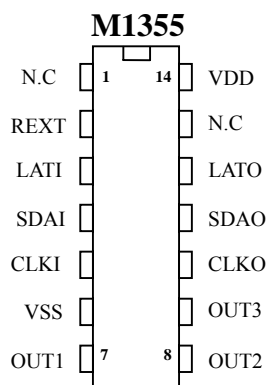 M1355
N.C 1 14 VDD
REXT N.C
LATI LATO
SDAI SDAO
CLKI CLKO
VSS OUT3
OUT1 7 8 OUT2